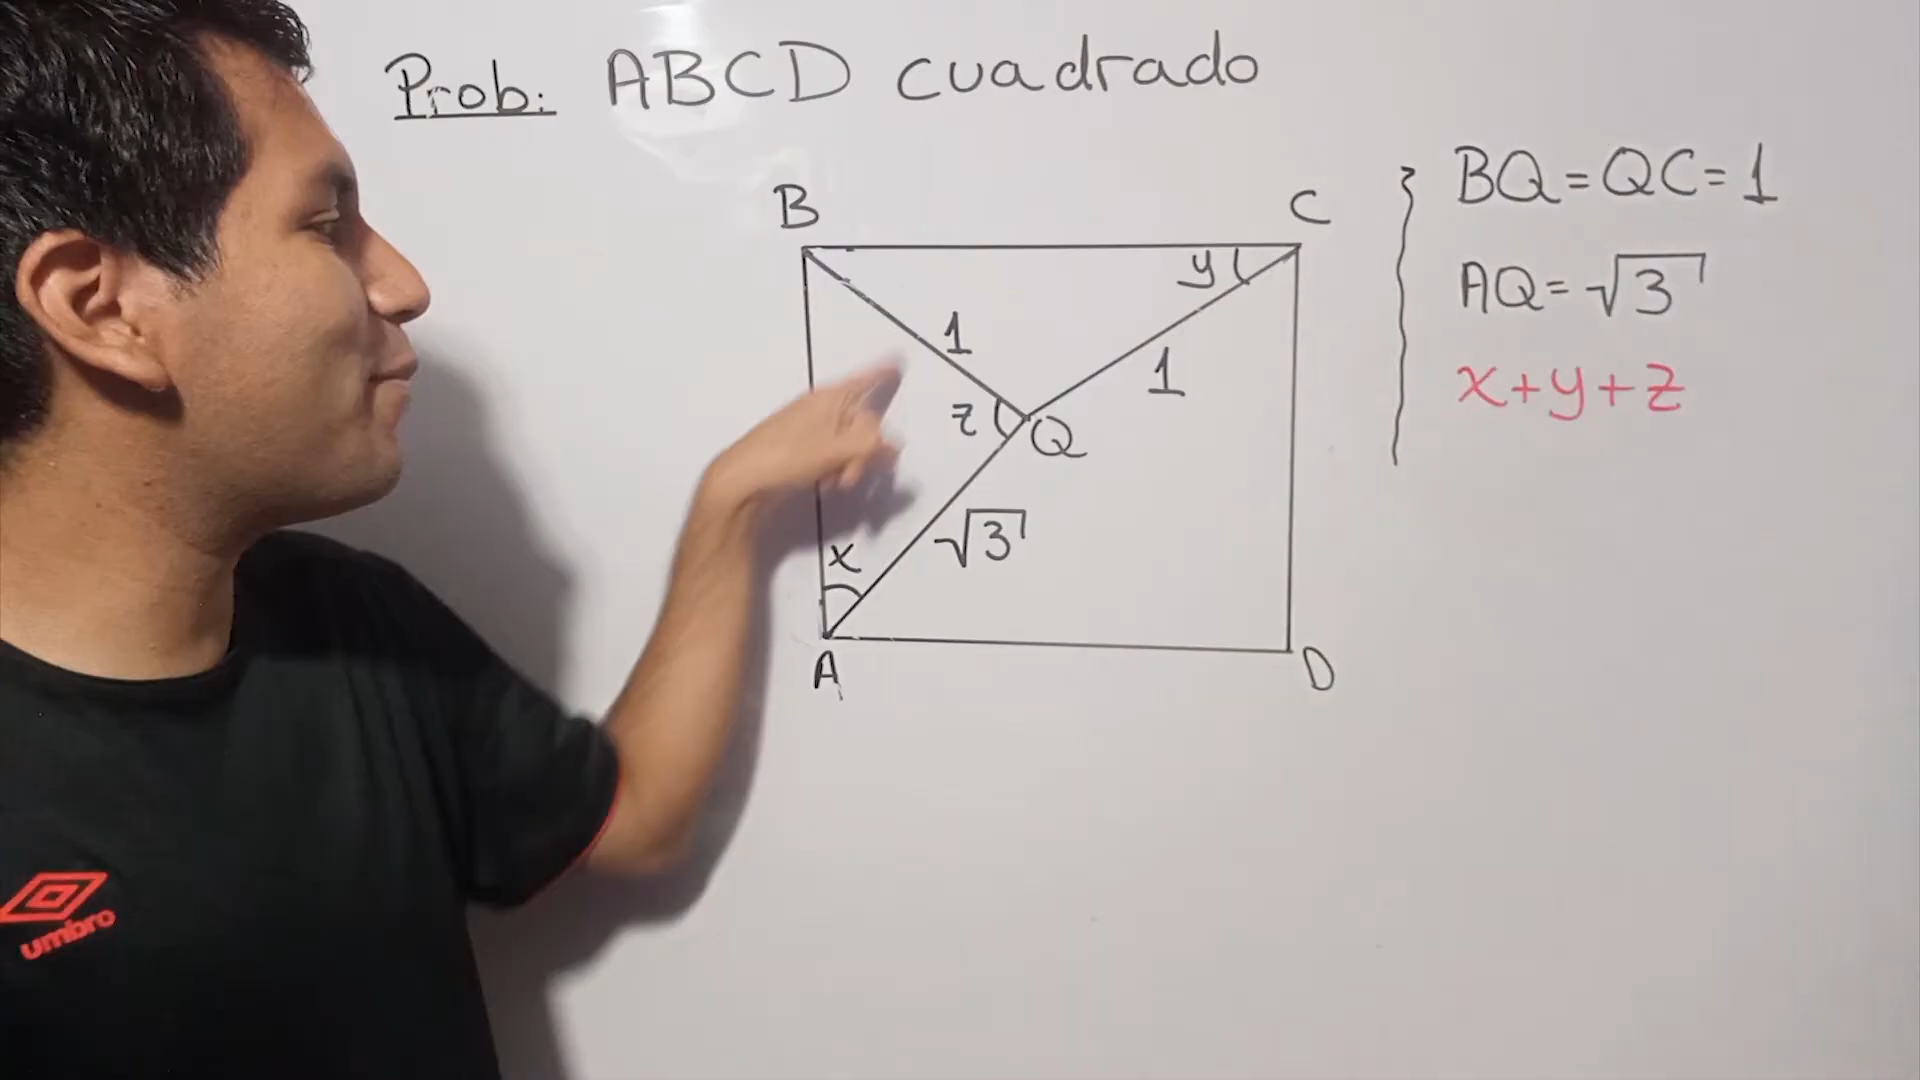 Prob: ABCD cuadrado
B
C
BQ=QC=1
AQ=√3
x+y+z
y
1
1
z
Q
√3
x
A
D
umbro